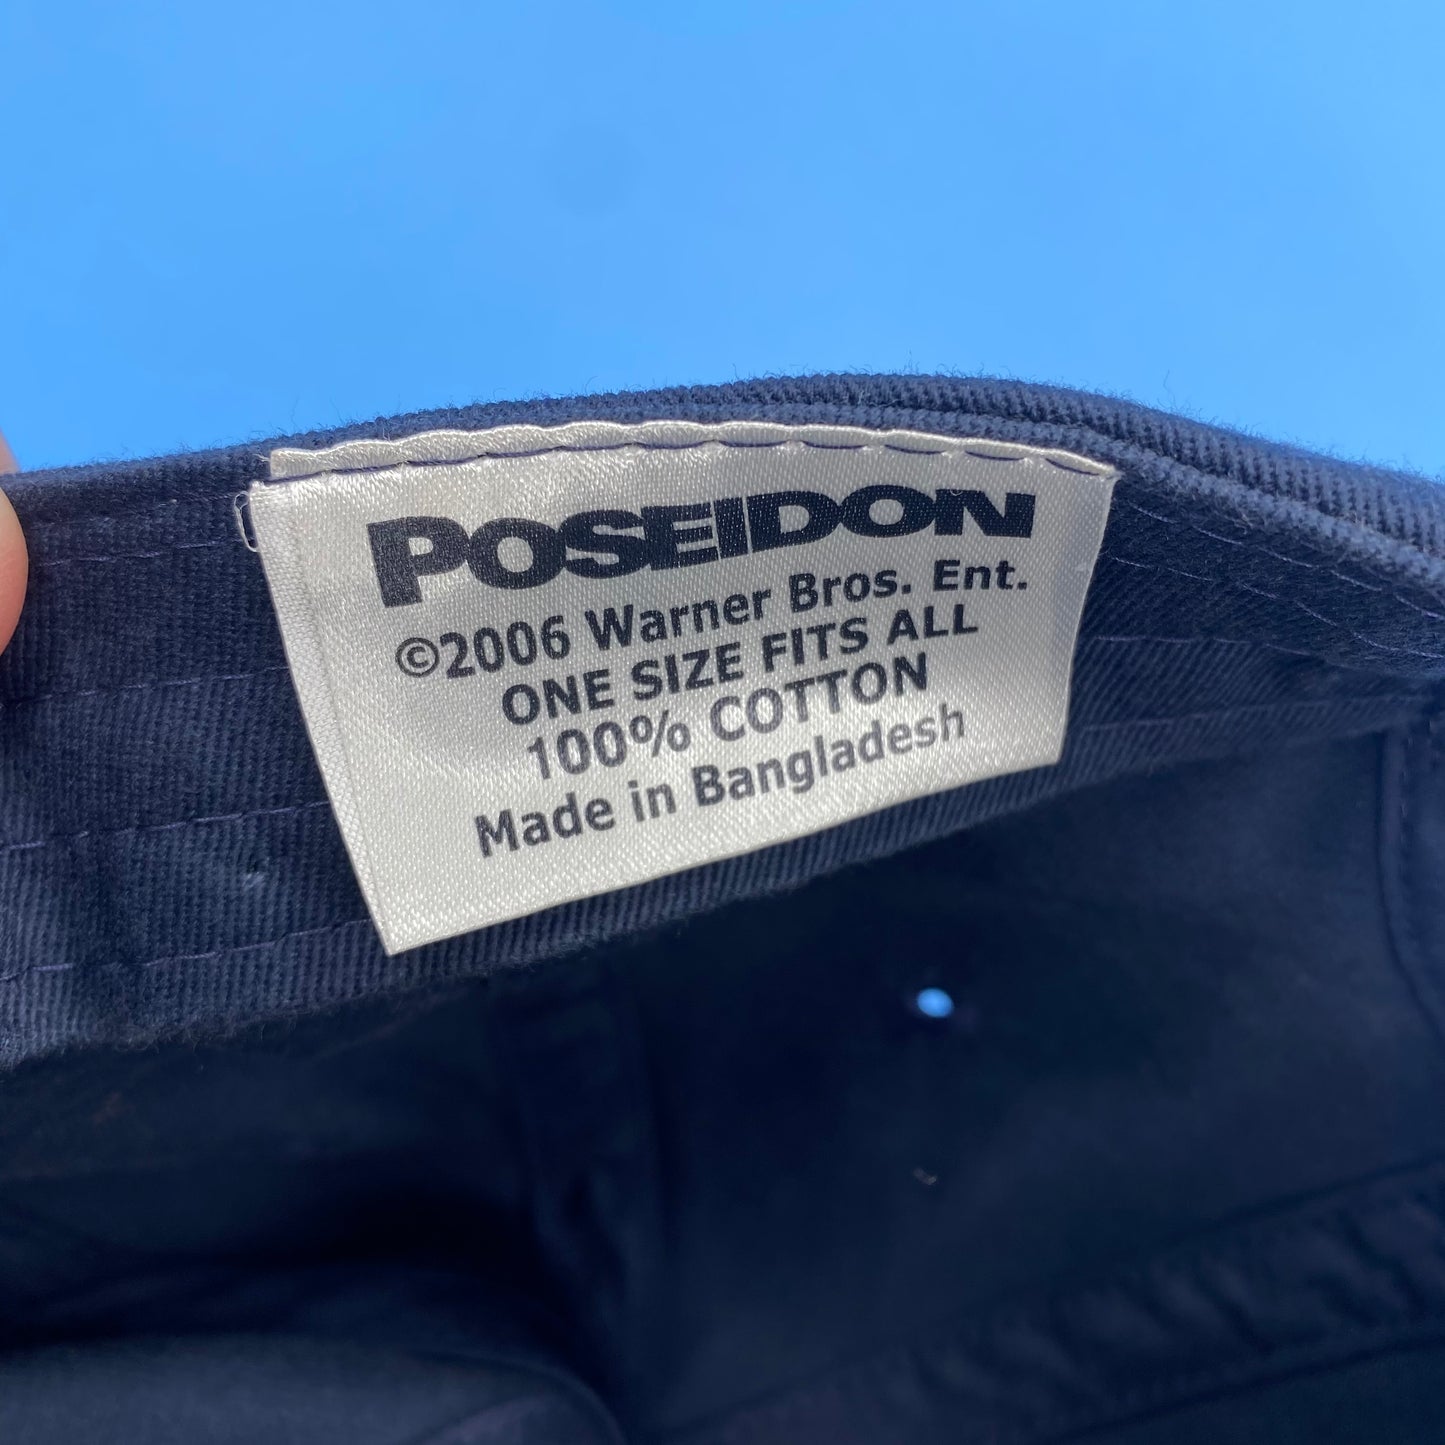 POSEIDON
©2006 Warner Bros. Ent.
ONE SIZE FITS ALL
100% COTTON
Made in Bangladesh